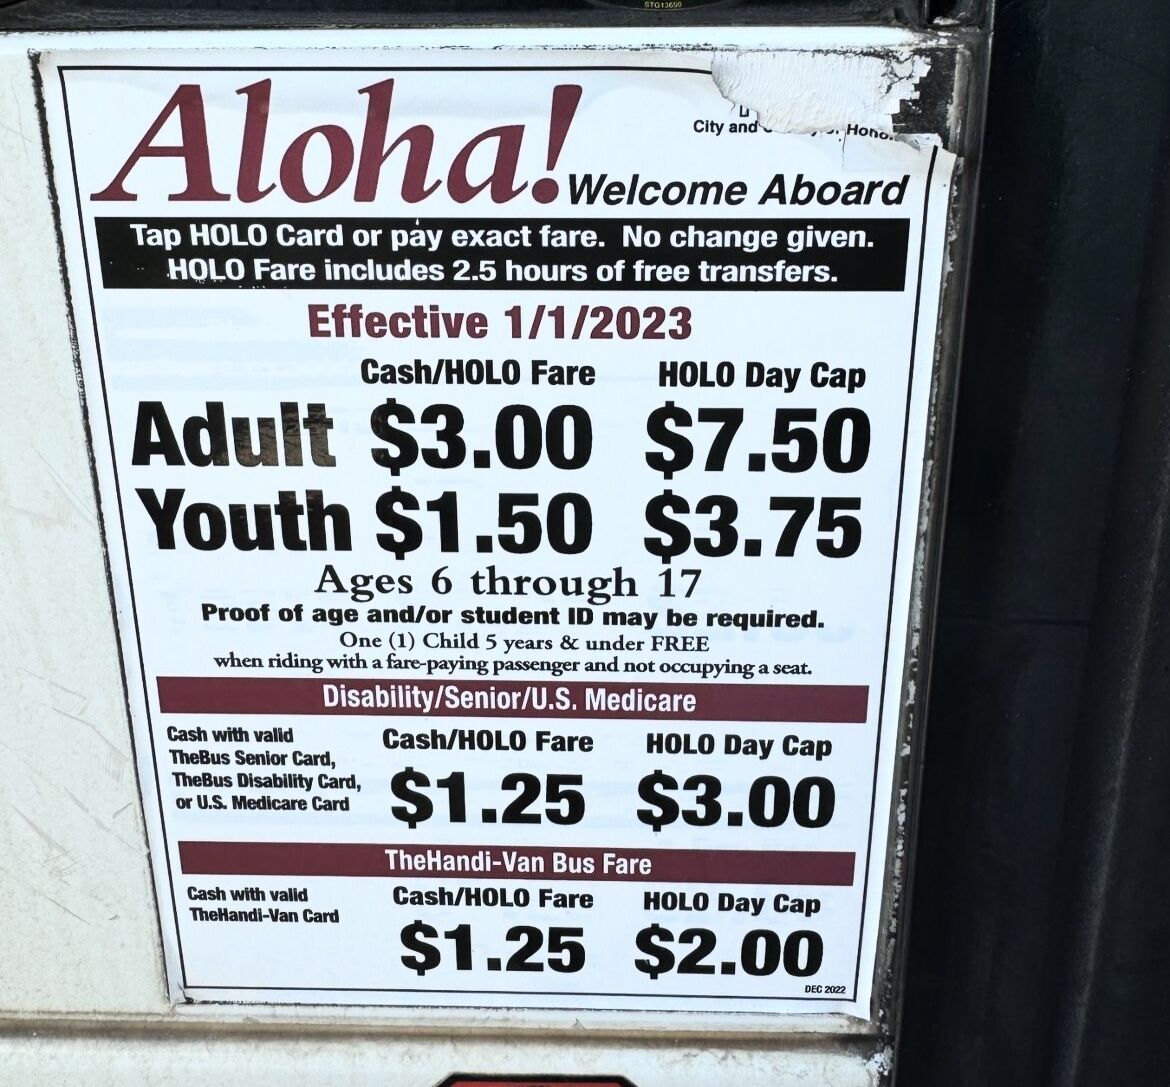 STG13650
Aloha!
City and Hono
Welcome Aboard
Tap HOLO Card or pay exact fare. No change given.
HOLO Fare includes 2.5 hours of free transfers.
Effective 1/1/2023
Cash/HOLO Fare HOLO Day Cap
Adult $3.00 $7.50
Youth $1.50 $3.75
Ages 6 through 17
Proof of age and/or student ID may be required.
One (1) Child 5 years & under FREE
when riding with a fare-paying passenger and not occupying a seat.
Disability/Senior/U.S. Medicare
Cash with valid
TheBus Senior Card,
TheBus Disability Card,
or U.S. Medicare Card
Cash/HOLO Fare HOLO Day Cap
$1.25 $3.00
TheHandi-Van Bus Fare
Cash with valid
TheHandi-Van Card
Cash/HOLO Fare HOLO Day Cap
$1.25 $2.00
DEC 2022